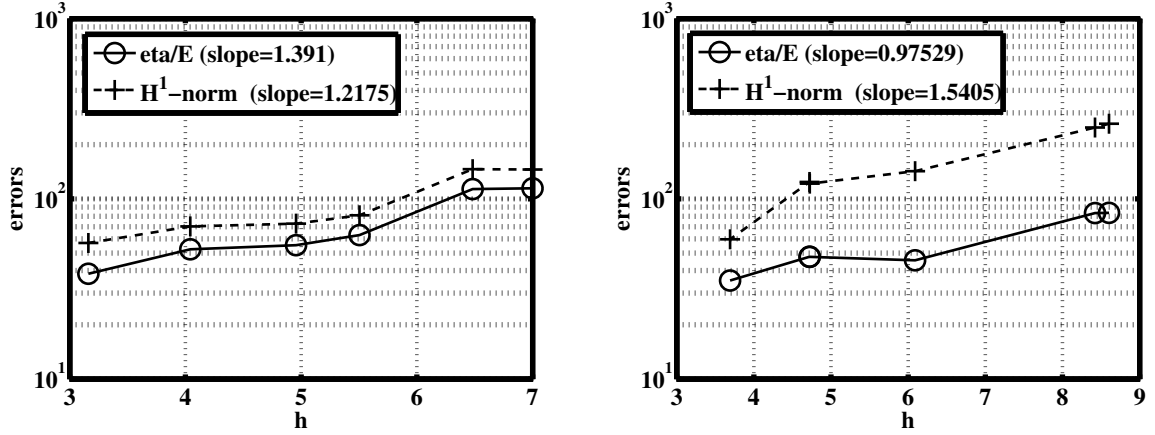 10^3
eta/E (slope=1.391)
H^1−norm (slope=1.2175)
errors
10^2
10^1
3 4 5 6 7
h
10^3
eta/E (slope=0.97529)
H^1−norm (slope=1.5405)
errors
10^2
10^1
3 4 5 6 7 8 9
h